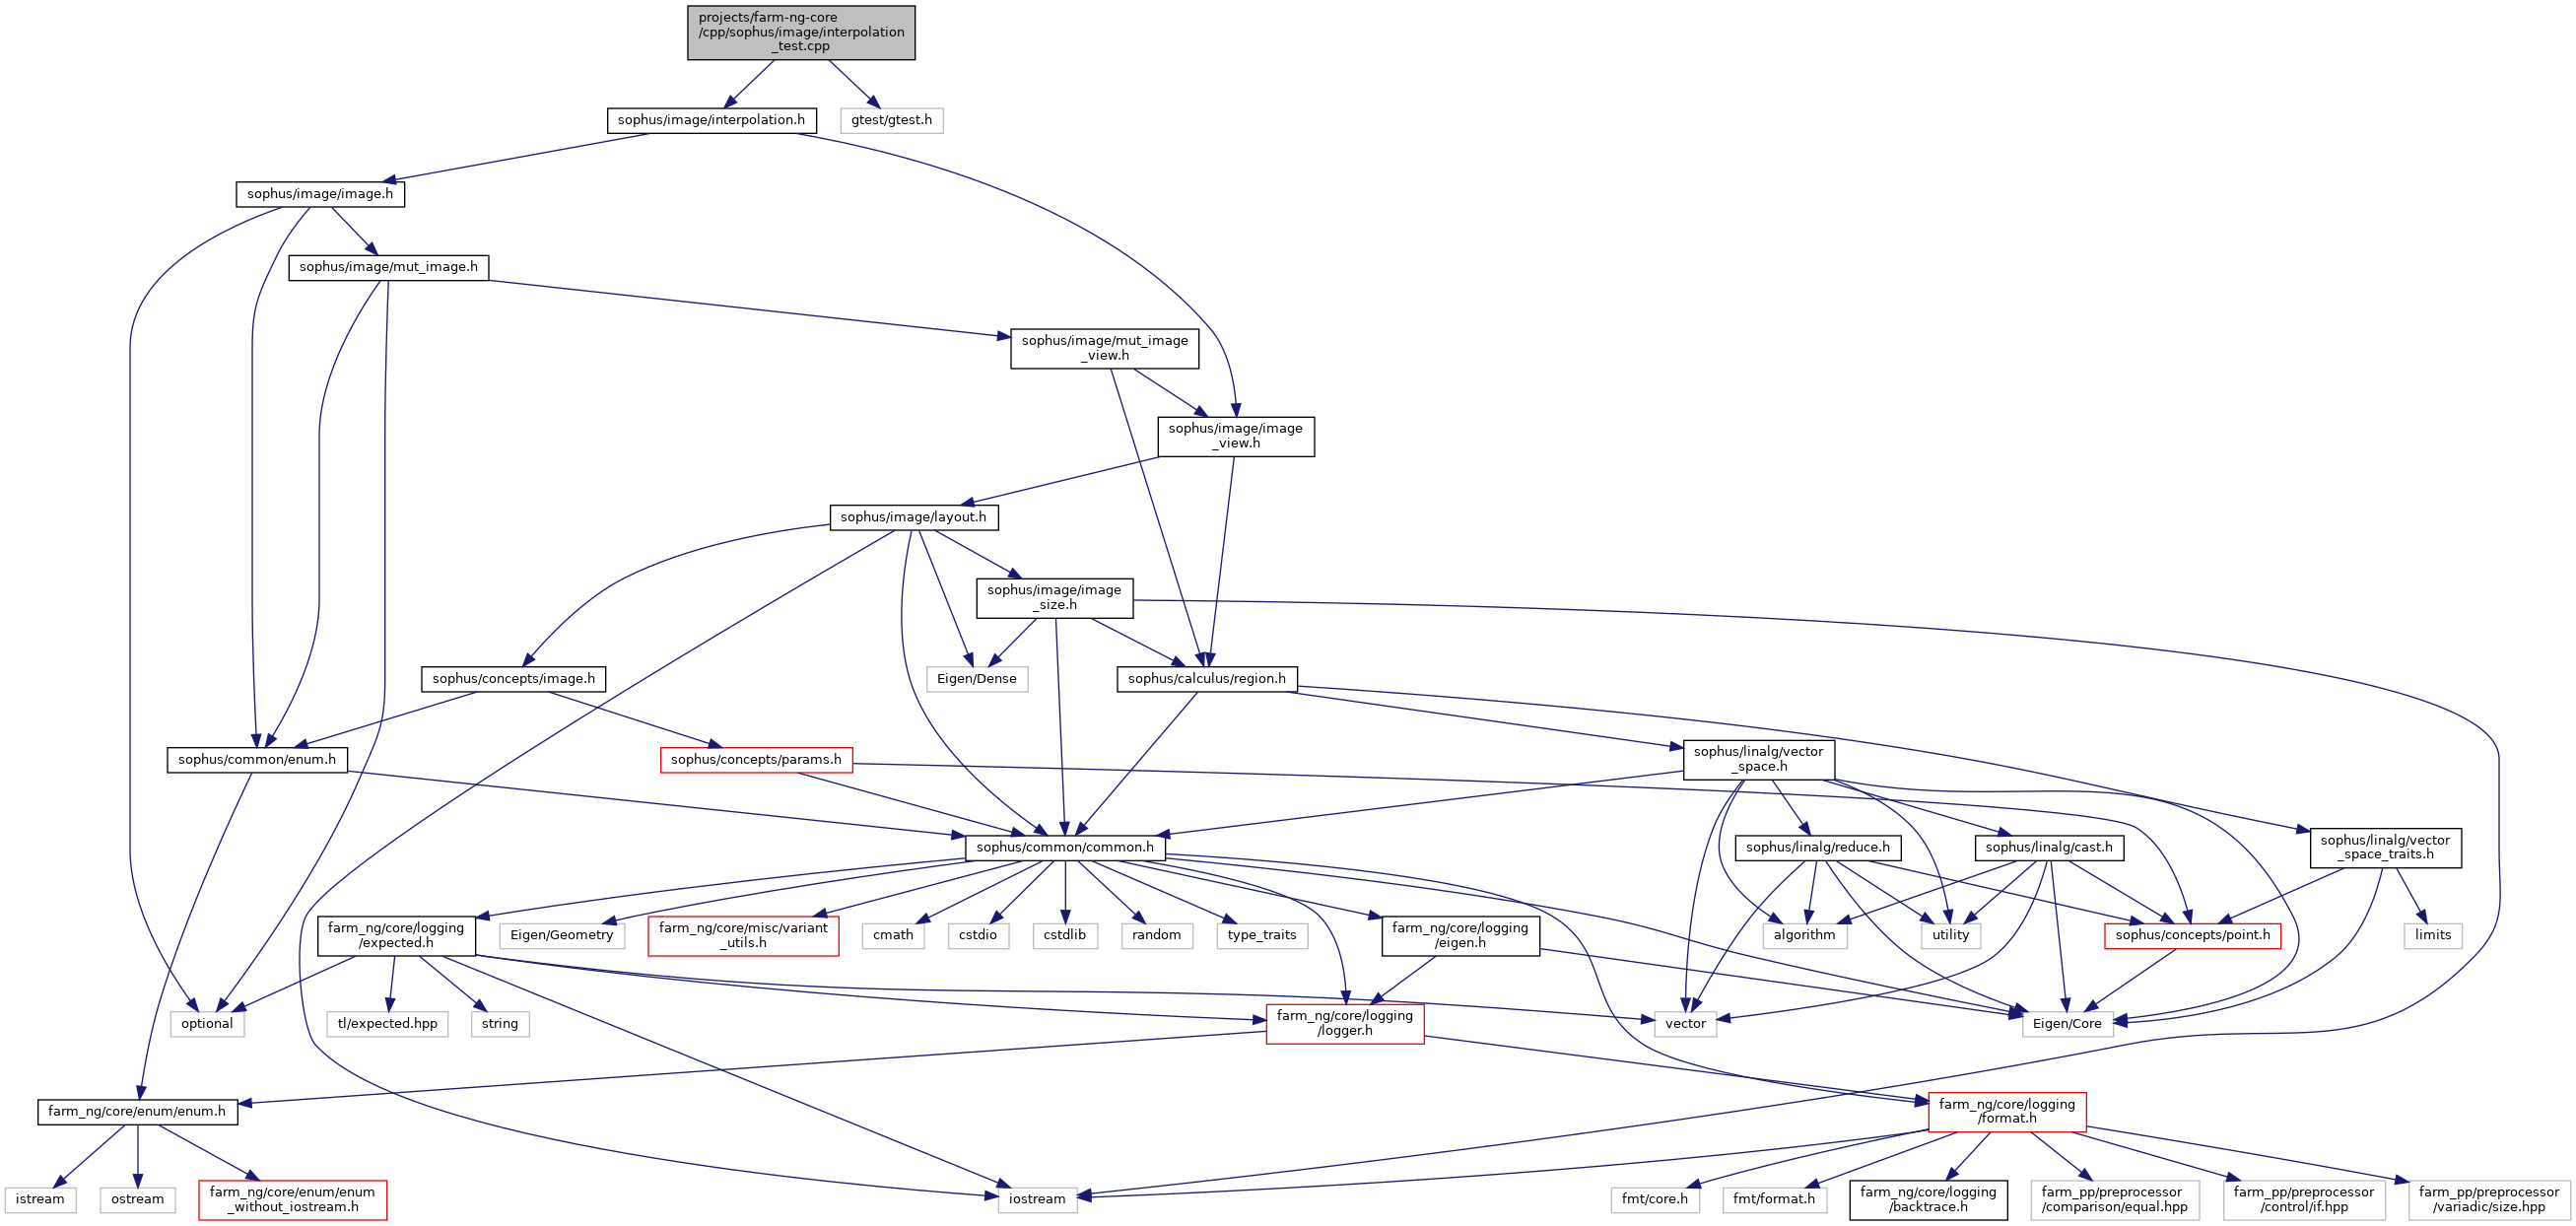 projects/farm-ng-core
/cpp/sophus/image/interpolation
_test.cpp
sophus/image/interpolation.h
gtest/gtest.h
sophus/image/image.h
sophus/image/mut_image.h
sophus/image/mut_image
_view.h
sophus/image/image
_view.h
sophus/image/layout.h
sophus/image/image
_size.h
sophus/concepts/image.h
Eigen/Dense
sophus/calculus/region.h
sophus/common/enum.h
sophus/concepts/params.h
sophus/linalg/vector
_space.h
sophus/common/common.h
sophus/linalg/reduce.h
sophus/linalg/cast.h
sophus/linalg/vector
_space_traits.h
farm_ng/core/logging
/expected.h
Eigen/Geometry
farm_ng/core/misc/variant
_utils.h
cmath
cstdio
cstdlib
random
type_traits
farm_ng/core/logging
/eigen.h
algorithm
utility
sophus/concepts/point.h
limits
optional
tl/expected.hpp
string
farm_ng/core/logging
/logger.h
vector
Eigen/Core
farm_ng/core/enum/enum.h
farm_ng/core/logging
/format.h
istream
ostream
farm_ng/core/enum/enum
_without_iostream.h
iostream
fmt/core.h
fmt/format.h
farm_ng/core/logging
/backtrace.h
farm_pp/preprocessor
/comparison/equal.hpp
farm_pp/preprocessor
/control/if.hpp
farm_pp/preprocessor
/variadic/size.hpp